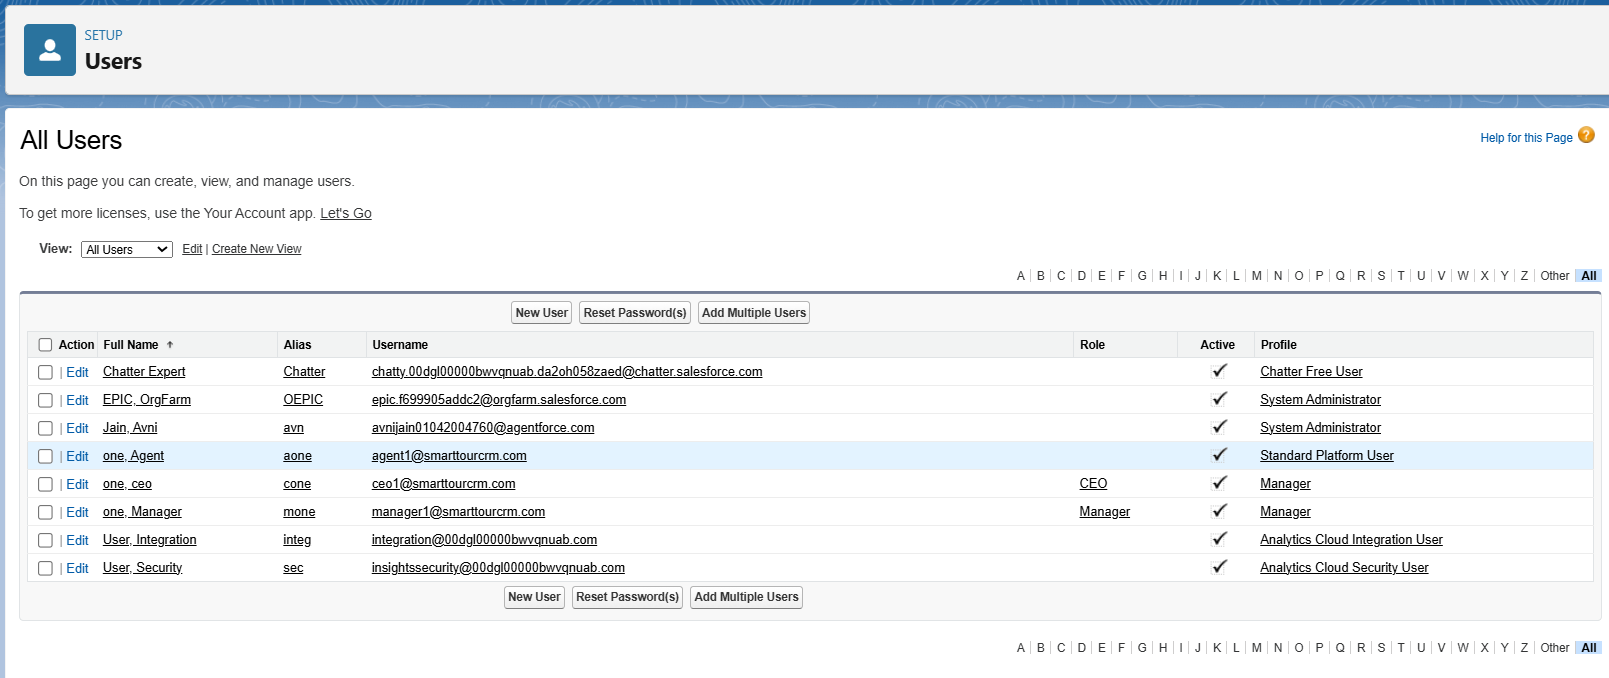 SETUP
Users
All Users
Help for this Page ?
On this page you can create, view, and manage users.
To get more licenses, use the Your Account app. Let's Go
View: All Users Edit | Create New View
A | B | C | D | E | F | G | H | I | J | K | L | M | N | O | P | Q | R | S | T | U | V | W | X | Y | Z | Other All
New User Reset Password(s) Add Multiple Users
Action Full Name ↑ Alias Username Role Active Profile
| Edit Chatter Expert Chatter chatty.00dgl00000bwvqnuab.da2oh058zaed@chatter.salesforce.com Chatter Free User
| Edit EPIC, OrgFarm OEPIC epic.f699905addc2@orgfarm.salesforce.com System Administrator
| Edit Jain, Avni avn avnijain01042004760@agentforce.com System Administrator
| Edit one, Agent aone agent1@smarttourcrm.com Standard Platform User
| Edit one, ceo cone ceo1@smarttourcrm.com CEO Manager
| Edit one, Manager mone manager1@smarttourcrm.com Manager Manager
| Edit User, Integration integ integration@00dgl00000bwvqnuab.com Analytics Cloud Integration User
| Edit User, Security sec insightssecurity@00dgl00000bwvqnuab.com Analytics Cloud Security User
New User Reset Password(s) Add Multiple Users
A | B | C | D | E | F | G | H | I | J | K | L | M | N | O | P | Q | R | S | T | U | V | W | X | Y | Z | Other All